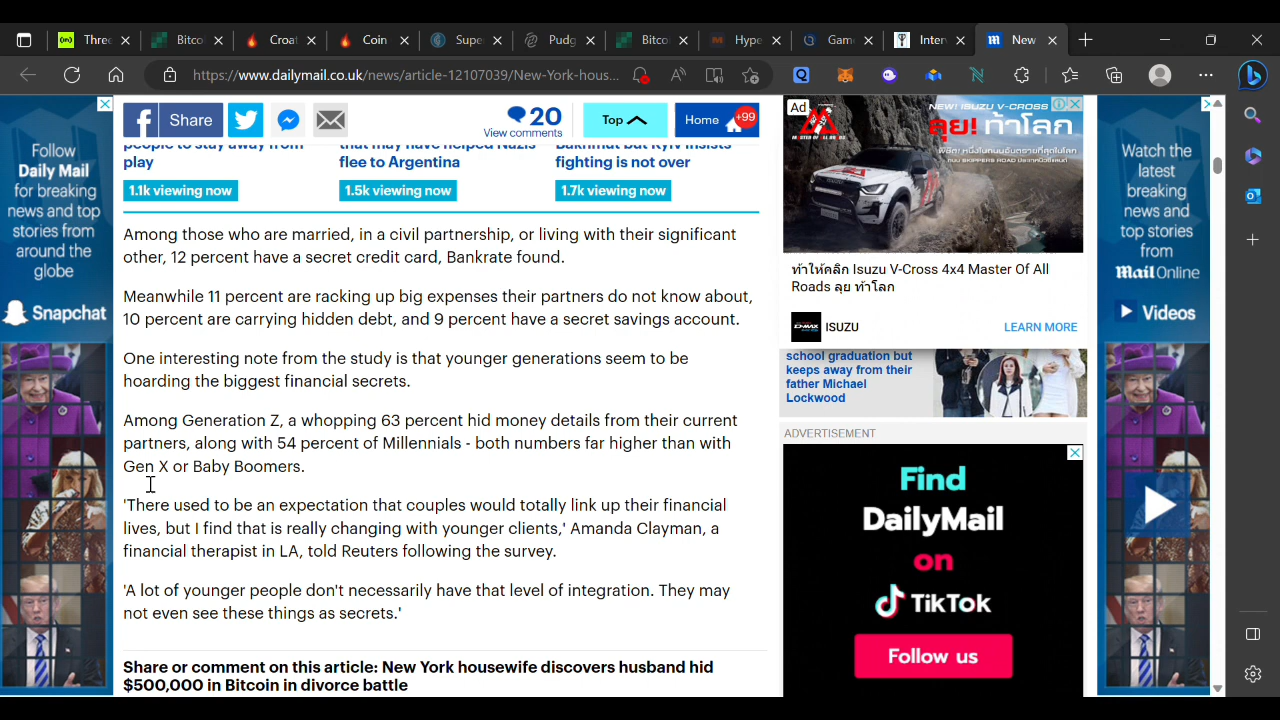 Three
Bitco
Croat
Coin
Supe
Pudg
Bitco
Hype
Game
Inter
New
https://www.dailymail.co.uk/news/article-12107039/New-York-hous...
Follow
Daily Mail
for breaking
news and top
stories from
around the
globe
Snapchat
f Share
20
View comments
Top
Home
+99
people to stay away from
play
1.1k viewing now
that may have helped Nazis
flee to Argentina
1.5k viewing now
Bakhmut but Kyiv insists
fighting is not over
1.7k viewing now
Among those who are married, in a civil partnership, or living with their significant
other, 12 percent have a secret credit card, Bankrate found.
Meanwhile 11 percent are racking up big expenses their partners do not know about,
10 percent are carrying hidden debt, and 9 percent have a secret savings account.
One interesting note from the study is that younger generations seem to be
hoarding the biggest financial secrets.
Among Generation Z, a whopping 63 percent hid money details from their current
partners, along with 54 percent of Millennials - both numbers far higher than with
Gen X or Baby Boomers.
'There used to be an expectation that couples would totally link up their financial
lives, but I find that is really changing with younger clients,' Amanda Clayman, a
financial therapist in LA, told Reuters following the survey.
'A lot of younger people don't necessarily have that level of integration. They may
not even see these things as secrets.'
Share or comment on this article: New York housewife discovers husband hid
$500,000 in Bitcoin in divorce battle
Ad
NEW! ISUZU V-CROSS
ลุย! ท้าโลก
ท้าให้คลิก Isuzu V-Cross 4x4 Master Of All
Roads ลุย ท้าโลก
ISUZU
LEARN MORE
school graduation but
keeps away from their
father Michael
Lockwood
ADVERTISEMENT
Find
DailyMail
on
TikTok
Follow us
Watch the
latest
breaking
news and
top stories
from
Mail Online
Videos